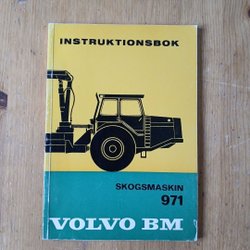 INSTRUKTIONSBOK
SKOGSMASKIN
971
VOLVO BM